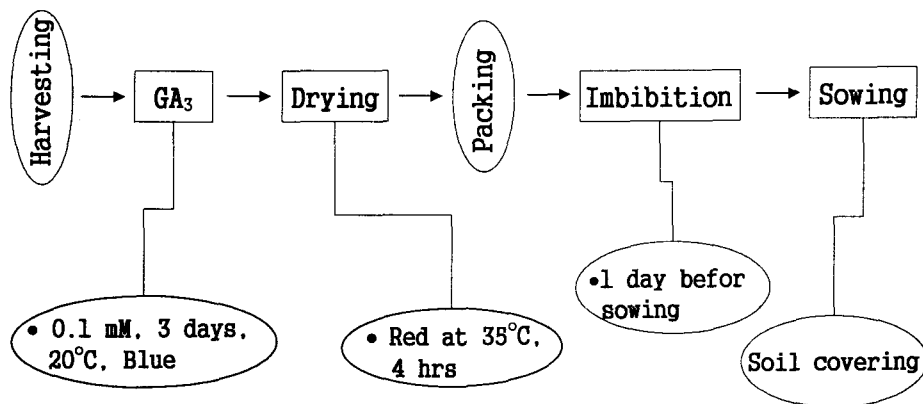 Harvesting
GA₃
Drying
Packing
Imbibition
Sowing
• 0.1 mM, 3 days,
20°C, Blue
• Red at 35°C,
4 hrs
•1 day befor
sowing
Soil covering